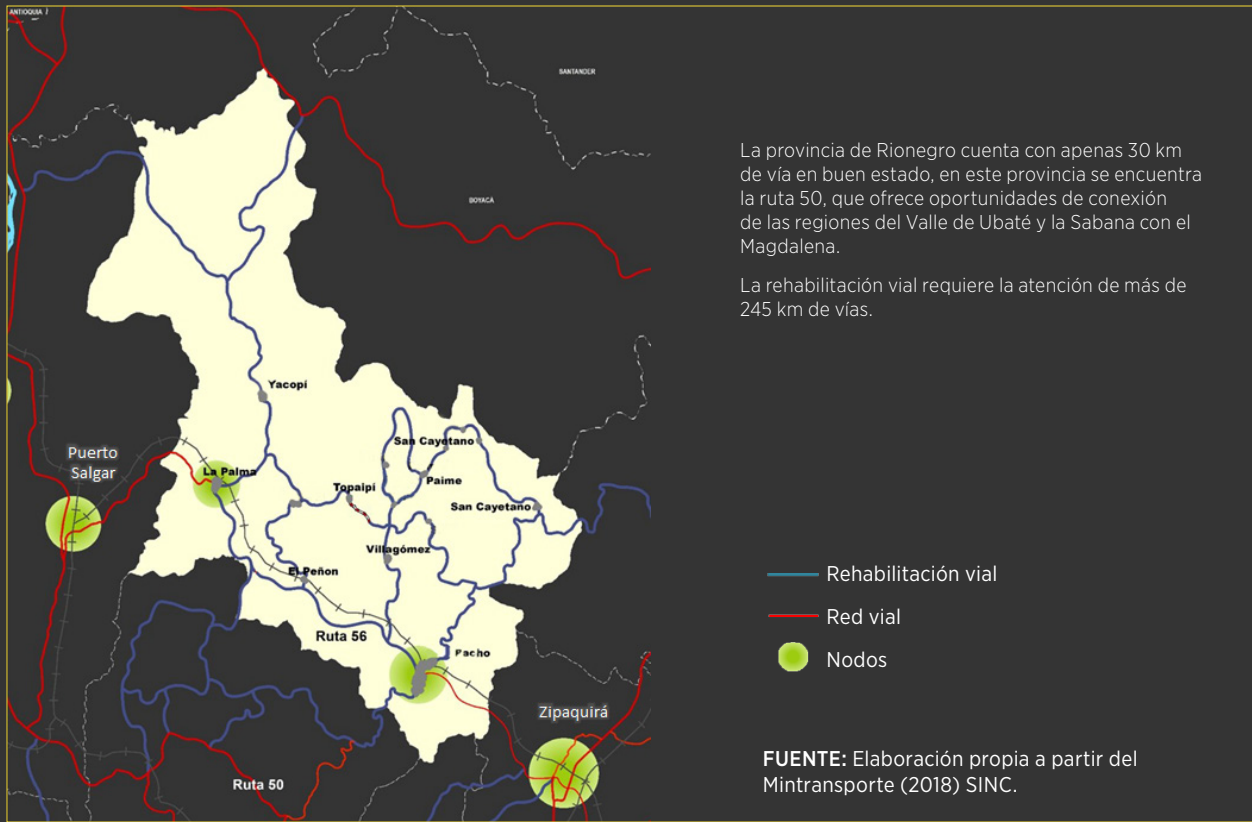 ANTIOQUIA
SANTANDER
BOYACA
Yacopí
San Cayetano
Puerto
Salgar
La Palma
Paime
Topaipí
San Cayetano
Villagómez
El Peñon
Ruta 56
Pacho
Zipaquirá
Ruta 50
La provincia de Rionegro cuenta con apenas 30 km
de vía en buen estado, en este provincia se encuentra
la ruta 50, que ofrece oportunidades de conexión
de las regiones del Valle de Ubaté y la Sabana con el
Magdalena.
La rehabilitación vial requiere la atención de más de
245 km de vías.
Rehabilitación vial
Red vial
Nodos
FUENTE: Elaboración propia a partir del
Mintransporte (2018) SINC.